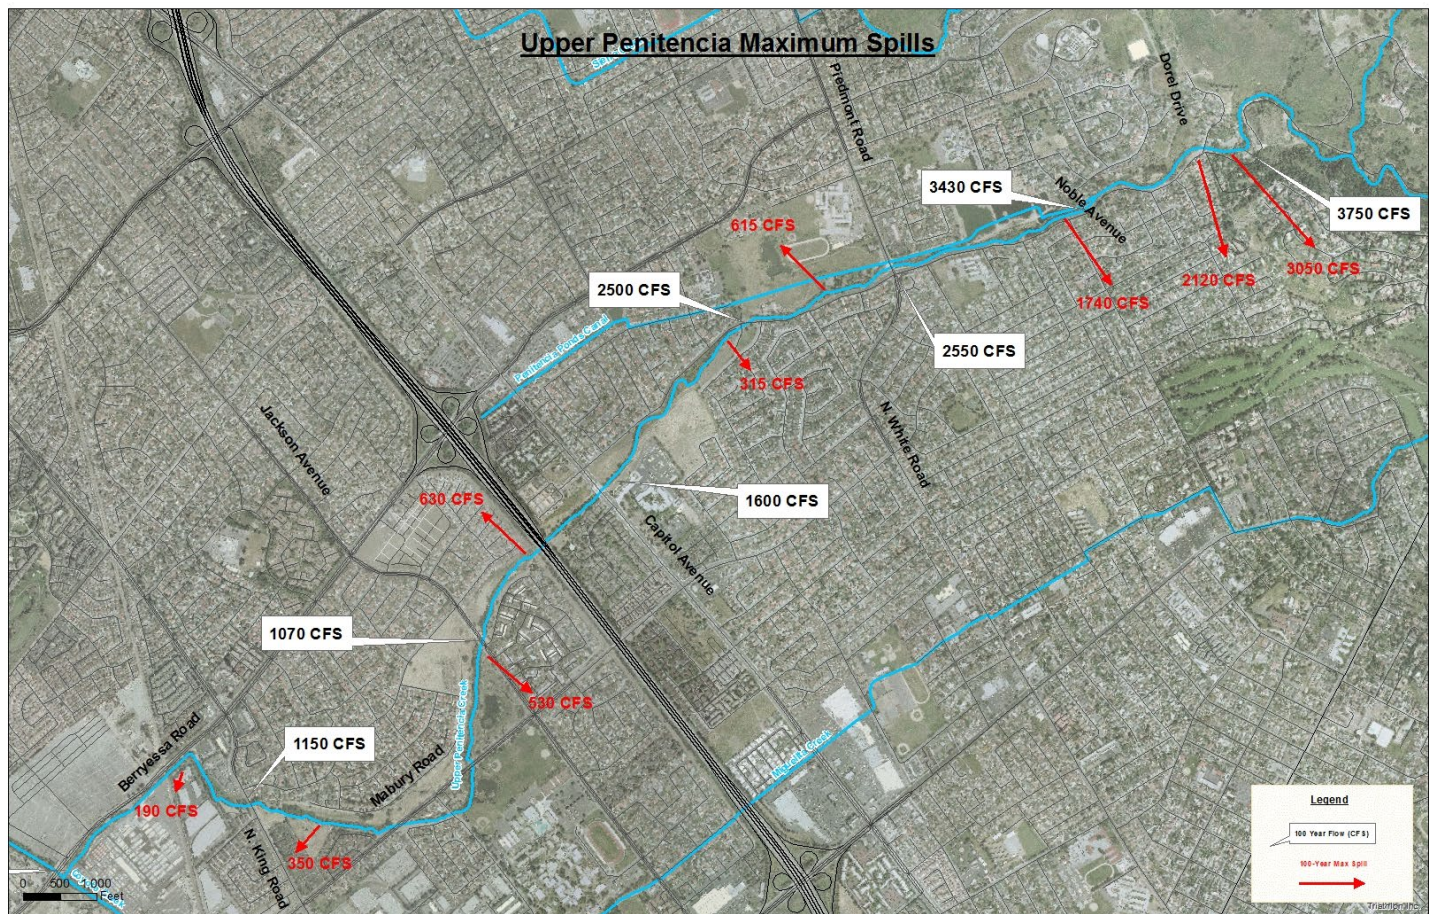 Upper Penitencia Maximum Spills
Piedmont Road
Dorel Drive
3430 CFS
Noble Avenue
3750 CFS
615 CFS
2120 CFS
3050 CFS
2500 CFS
1740 CFS
2550 CFS
Penitencia Ponds Canal
315 CFS
Jackson Avenue
N. White Road
630 CFS
1600 CFS
Capitol Avenue
1070 CFS
530 CFS
Upper Penitencia Creek
1150 CFS
Berryessa Road
Mabury Road
Miguelita Creek
190 CFS
N. King Road
350 CFS
0 500 1,000
Feet
Legend
100 Year Flow (CFS)
100-Year Max Spill